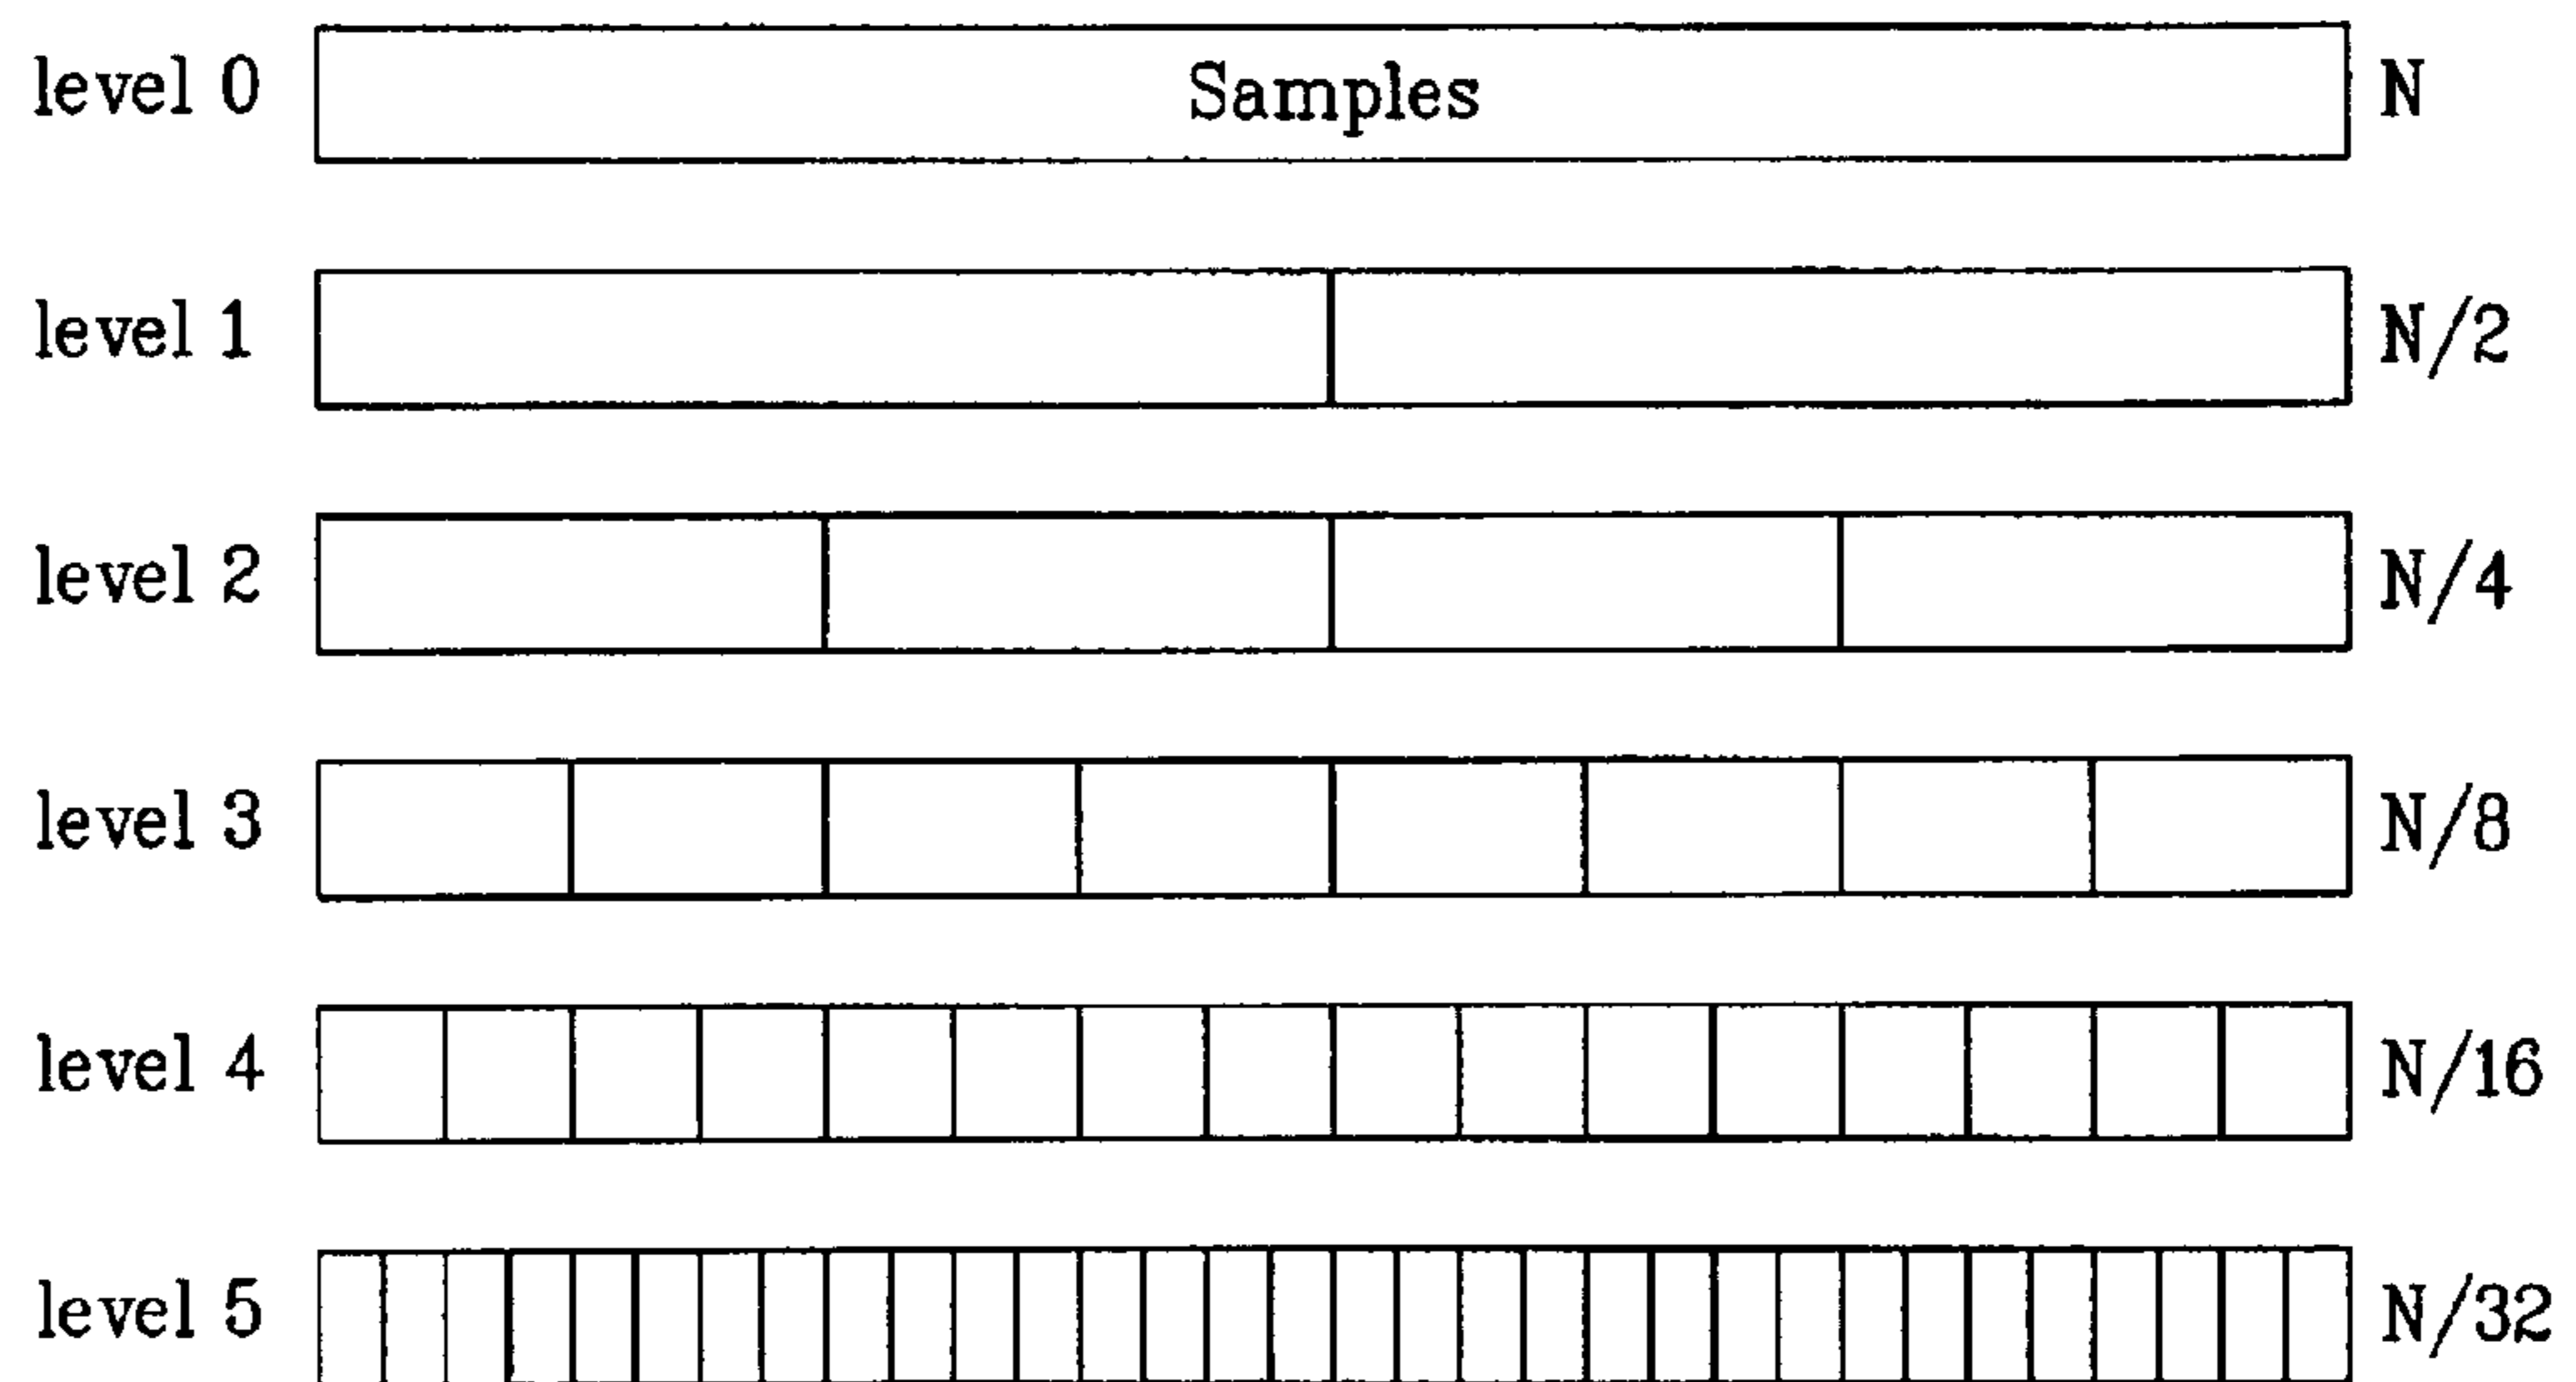 level 0 Samples N
level 1 N/2
level 2 N/4
level 3 N/8
level 4 N/16
level 5 N/32